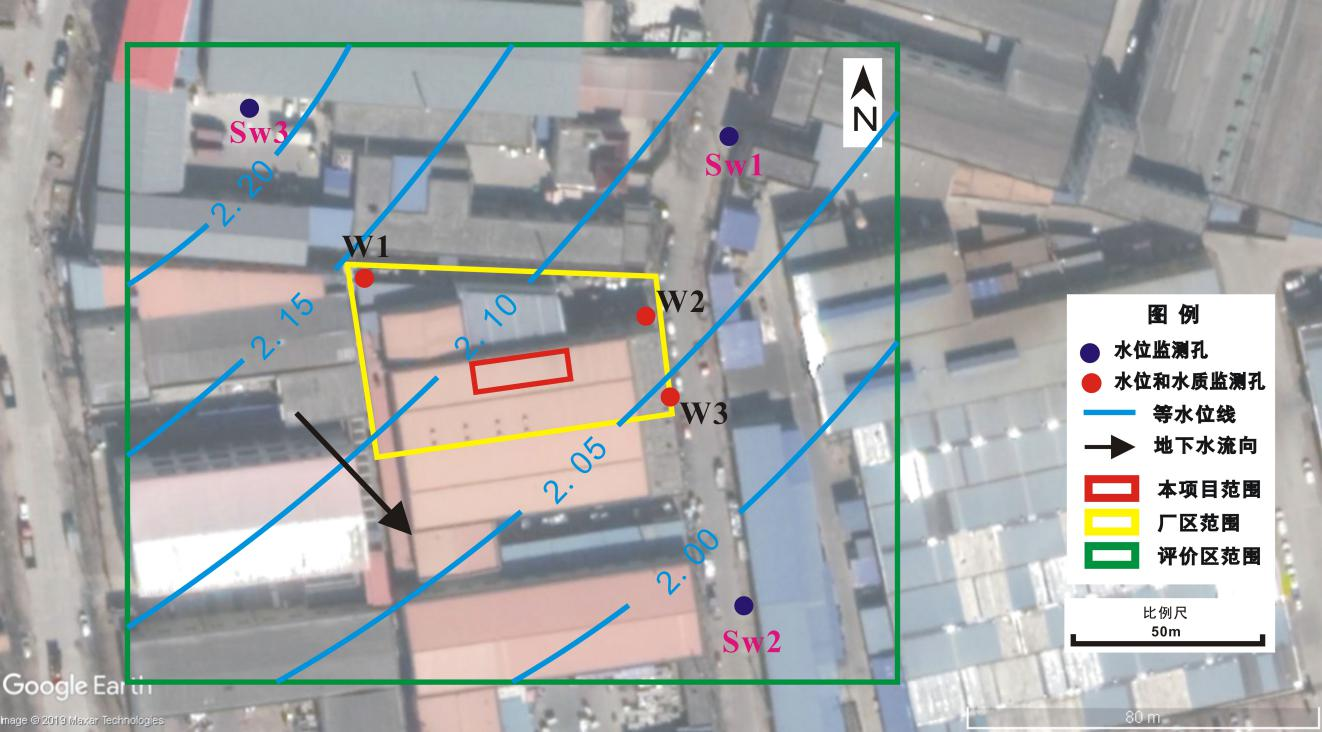 N
Sw3
Sw1
2.20
W1
2.15
2.10
W2
W3
2.05
2.00
Sw2
图例
水位监测孔
水位和水质监测孔
等水位线
地下水流向
本项目范围
厂区范围
评价区范围
比例尺
50m
Google Earth
Image © 2019 Maxar Technologies
80 m